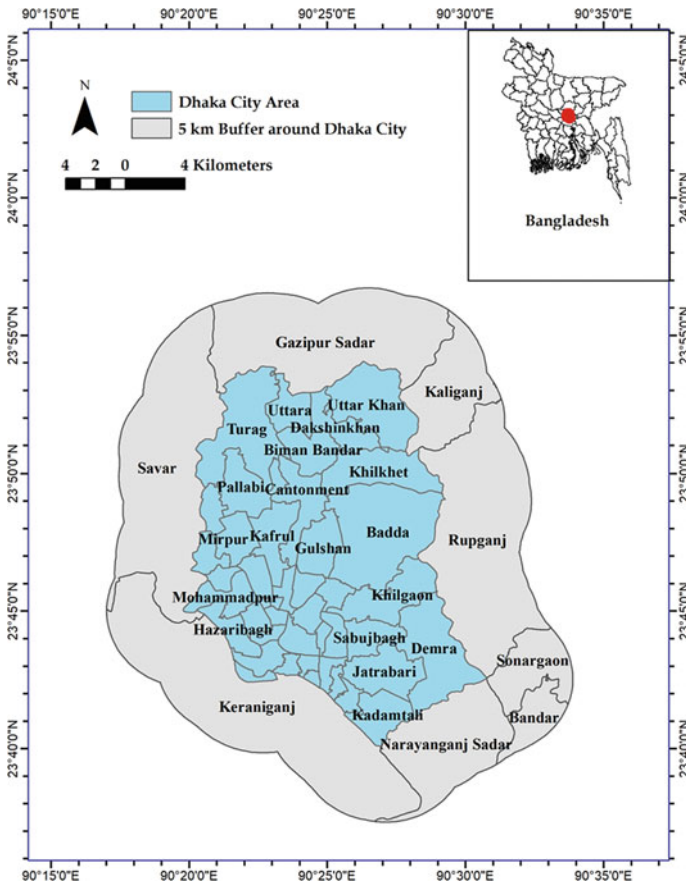 90°15'0"E 90°20'0"E 90°25'0"E 90°30'0"E 90°35'0"E
24°5'0"N
24°0'0"N
23°55'0"N
23°50'0"N
23°45'0"N
23°40'0"N
N
Dhaka City Area
5 km Buffer around Dhaka City
4 2 0 4 Kilometers
Bangladesh
24°5'0"N
24°0'0"N
23°55'0"N
23°50'0"N
23°45'0"N
23°40'0"N
Gazipur Sadar
Kaliganj
Uttara
Uttar Khan
Turag
Dakshinkhan
Biman Bandar
Savar
Khilkhet
Pallabi
Cantonment
Badda
Mirpur
Kafrul
Gulshan
Rupganj
Mohammadpur
Khilgaon
Hazaribagh
Sabujbagh
Demra
Sonargaon
Jatrabari
Keraniganj
Kadamtali
Bandar
Narayanganj Sadar
90°15'0"E 90°20'0"E 90°25'0"E 90°30'0"E 90°35'0"E